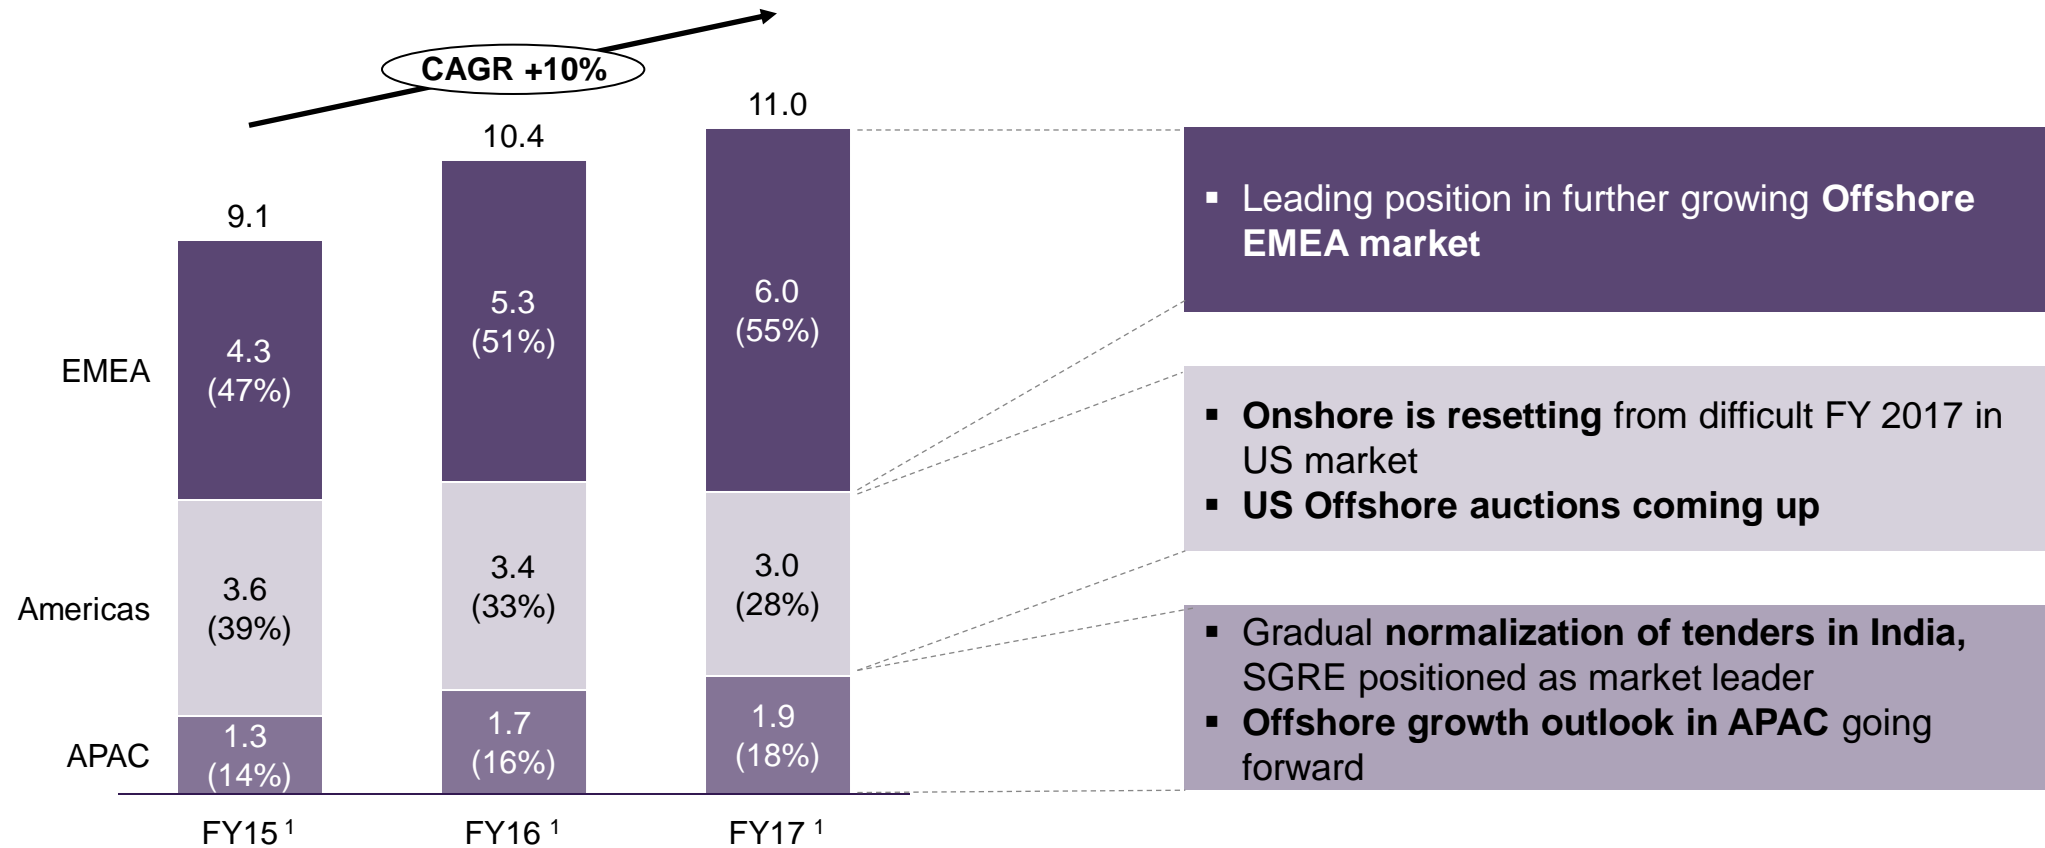 CAGR +10%
9.1
10.4
11.0
EMEA
4.3
(47%)
5.3
(51%)
6.0
(55%)
Americas
3.6
(39%)
3.4
(33%)
3.0
(28%)
APAC
1.3
(14%)
1.7
(16%)
1.9
(18%)
FY15 ¹
FY16 ¹
FY17 ¹
▪ Leading position in further growing Offshore
EMEA market
▪ Onshore is resetting from difficult FY 2017 in
US market
▪ US Offshore auctions coming up
▪ Gradual normalization of tenders in India,
SGRE positioned as market leader
▪ Offshore growth outlook in APAC going
forward